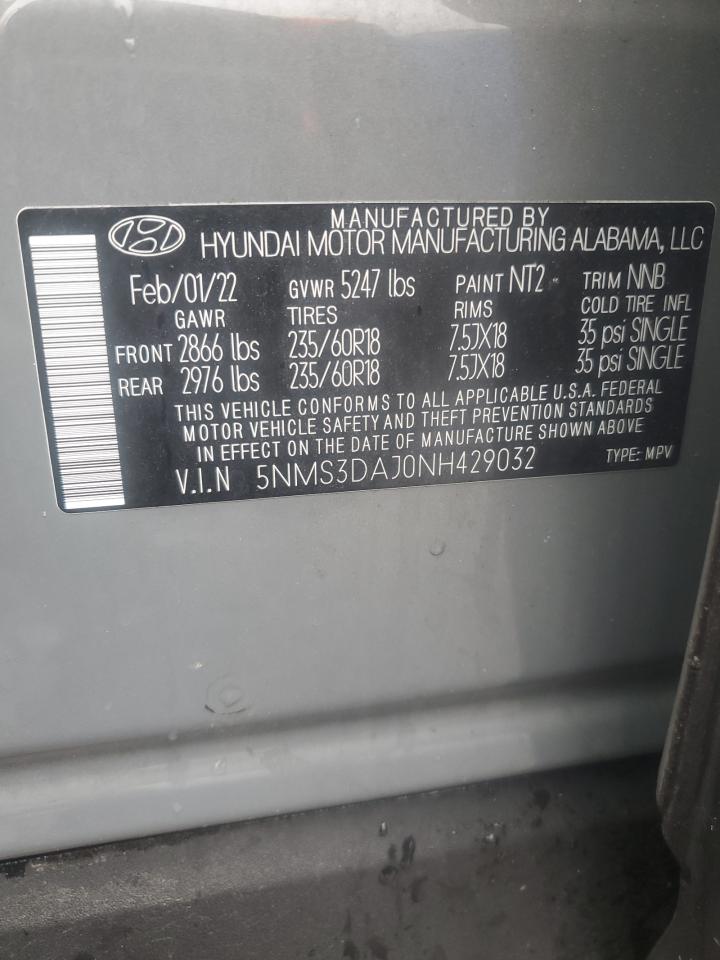 MANUFACTURED BY
HYUNDAI MOTOR MANUFACTURING ALABAMA, LLC
Feb/01/22 GVWR 5247 lbs PAINT NT2 TRIM NNB
GAWR TIRES RIMS COLD TIRE INFL
FRONT 2866 lbs 235/60R18 7.5JX18 35 psi SINGLE
REAR 2976 lbs 235/60R18 7.5JX18 35 psi SINGLE
THIS VEHICLE CONFORMS TO ALL APPLICABLE U.S.A. FEDERAL
MOTOR VEHICLE SAFETY AND THEFT PREVENTION STANDARDS
IN EFFECT ON THE DATE OF MANUFACTURE SHOWN ABOVE
V.I.N 5NMS3DAJ0NH429032 TYPE: MPV